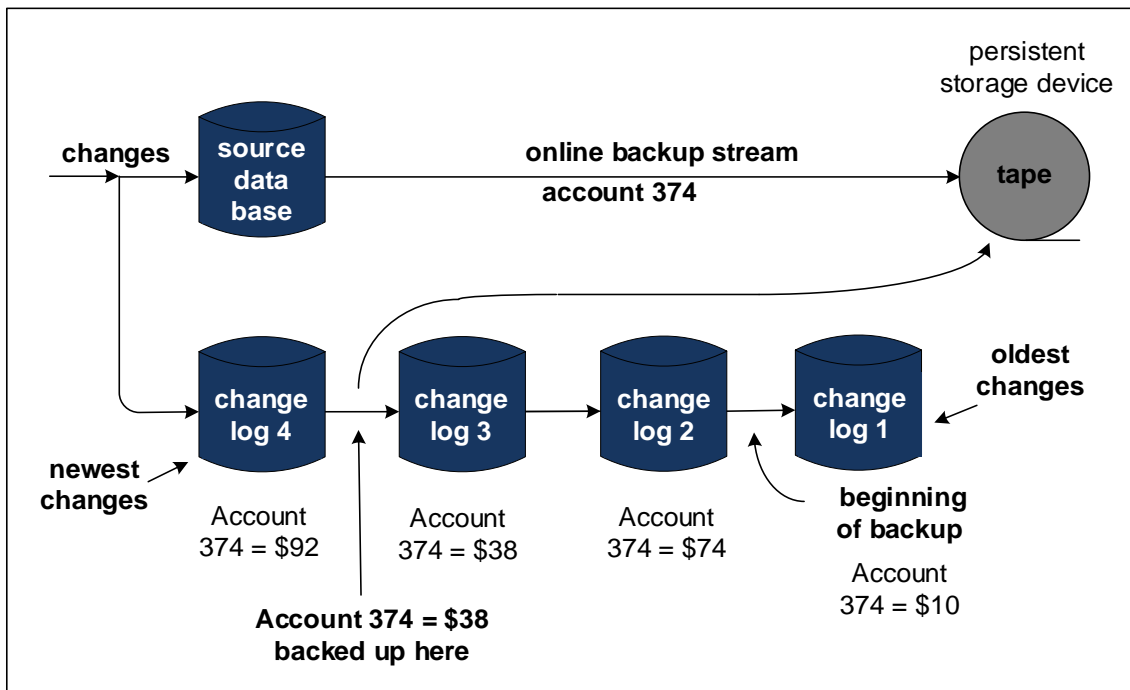 persistent
storage device
changes
source
data
base
online backup stream
account 374
tape
change
log 4
change
log 3
change
log 2
change
log 1
oldest
changes
newest
changes
beginning
of backup
Account
374 = $92
Account
374 = $38
Account
374 = $74
Account
374 = $10
Account 374 = $38
backed up here